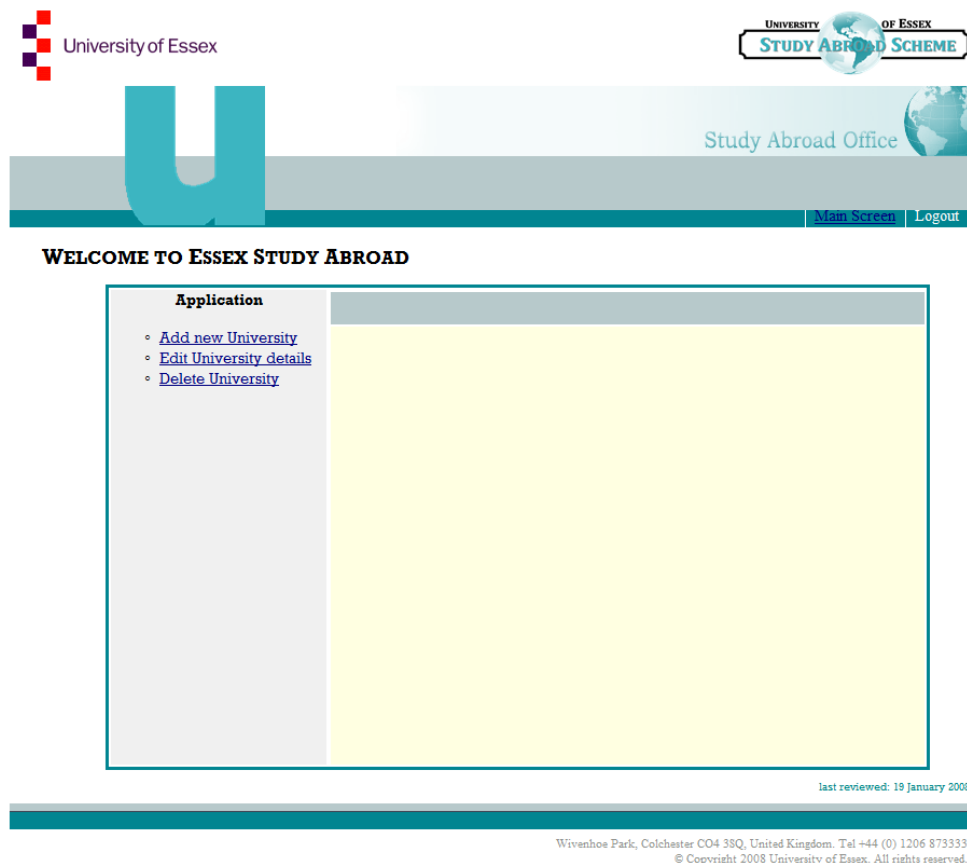 University of Essex
UNIVERSITY OF ESSEX
STUDY ABROAD SCHEME
u
Study Abroad Office
Main Screen Logout
WELCOME TO ESSEX STUDY ABROAD
Application
Add new University
Edit University details
Delete University
last reviewed: 19 January 2008
Wivenhoe Park, Colchester CO4 3SQ, United Kingdom. Tel +44 (0) 1206 873333
© Copyright 2008 University of Essex. All rights reserved.